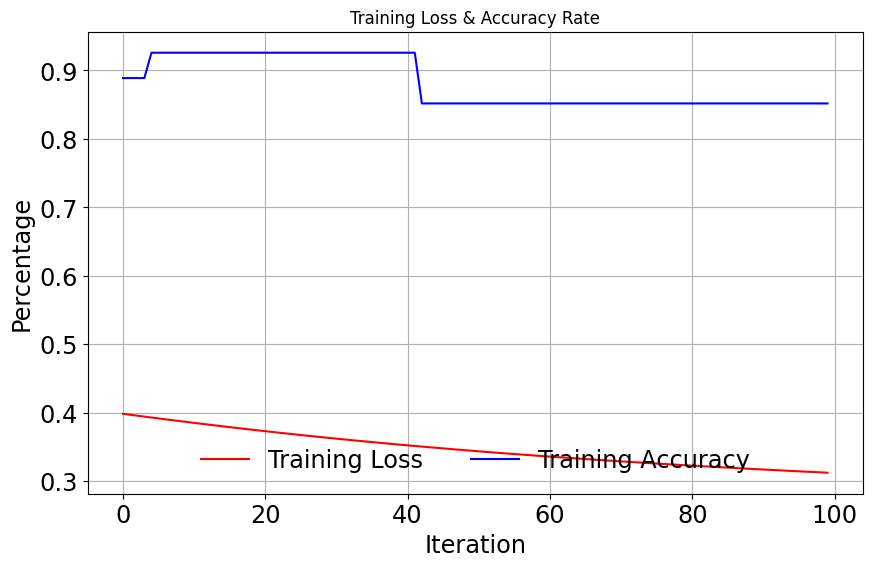 Training Loss & Accuracy Rate
Percentage
0.9
0.8
0.7
0.6
0.5
0.4
0.3
Training Loss Training Accuracy
0 20 40 60 80 100
Iteration